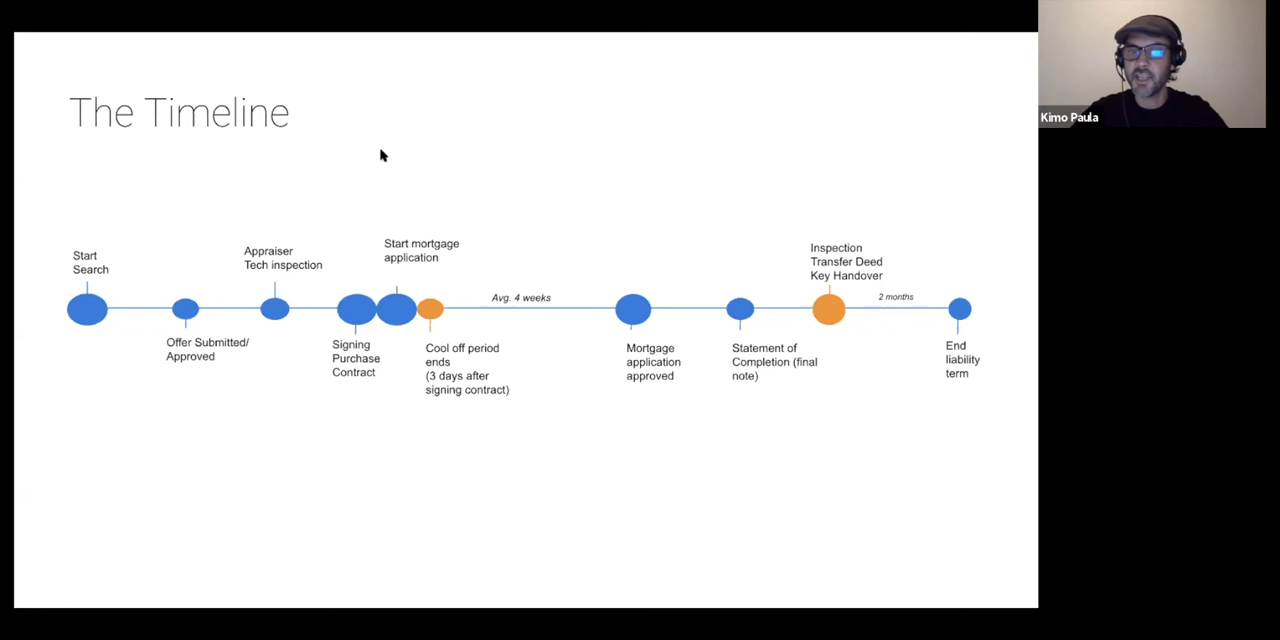 The Timeline
Start
Search
Offer Submitted/
Approved
Appraiser
Tech inspection
Signing
Purchase
Contract
Start mortgage
application
Cool off period
ends
(3 days after
signing contract)
Avg. 4 weeks
Mortgage
application
approved
Statement of
Completion (final
note)
Inspection
Transfer Deed
Key Handover
2 months
End
liability
term
Kimo Paula